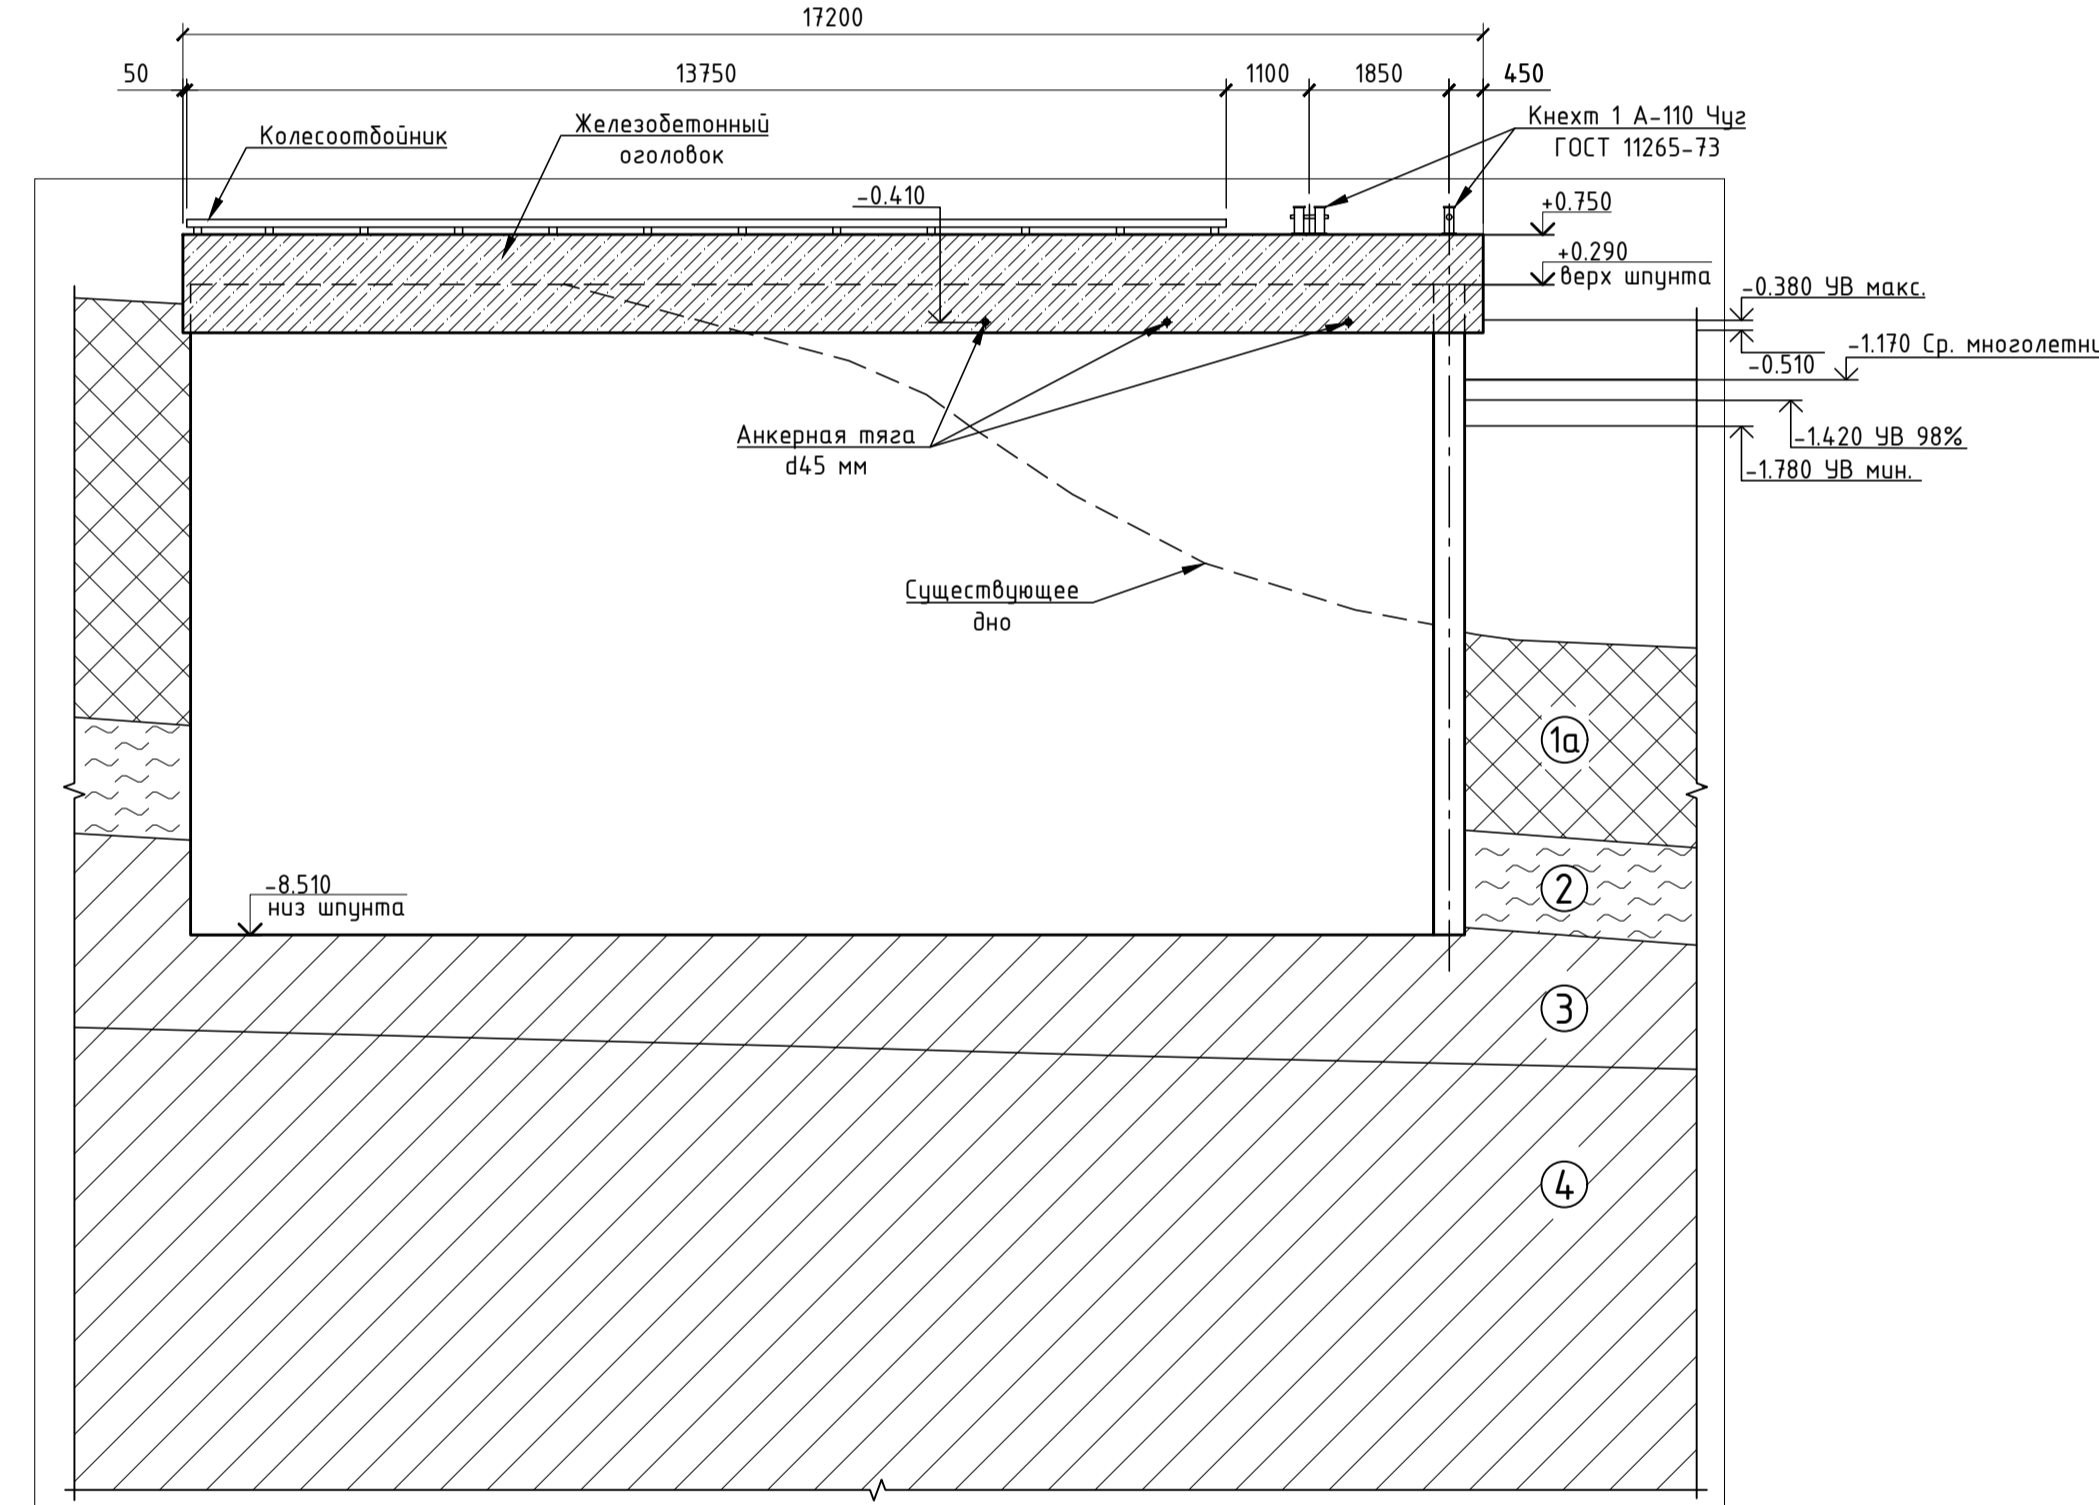 17200
50
13750
1100
1850
450
Колесоотбойник
Железобетонный
оголовок
Кнехт 1 А-110 Чуг
ГОСТ 11265-73
-0.410
+0.750
+0.290
верх шпунта
-0.380 УВ макс.
-0.510
-1.170 Ср. многолетни
-1.420 УВ 98%
-1.780 УВ мин.
Анкерная тяга
d45 мм
Существующее
дно
1а
2
-8.510
низ шпунта
3
4